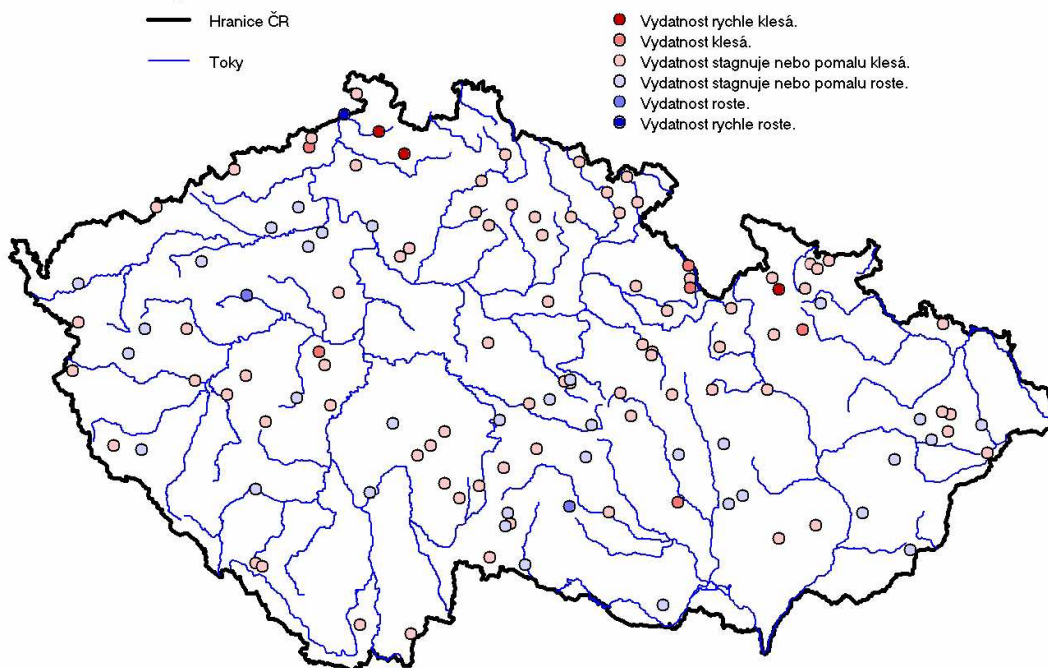 Hranice ČR
Toky
Vydatnost rychle klesá.
Vydatnost klesá.
Vydatnost stagnuje nebo pomalu klesá.
Vydatnost stagnuje nebo pomalu roste.
Vydatnost roste.
Vydatnost rychle roste.